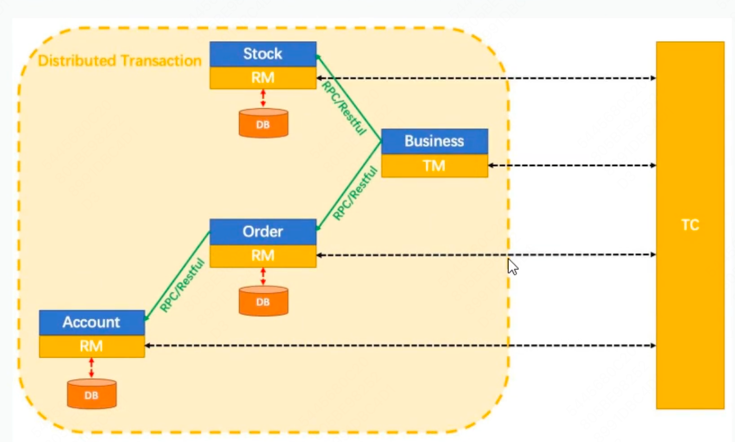 Distributed Transaction
Stock
RM
DB
RPC/Restful
Business
TM
RPC/Restful
Order
RM
DB
RPC/Restful
Account
RM
DB
TC